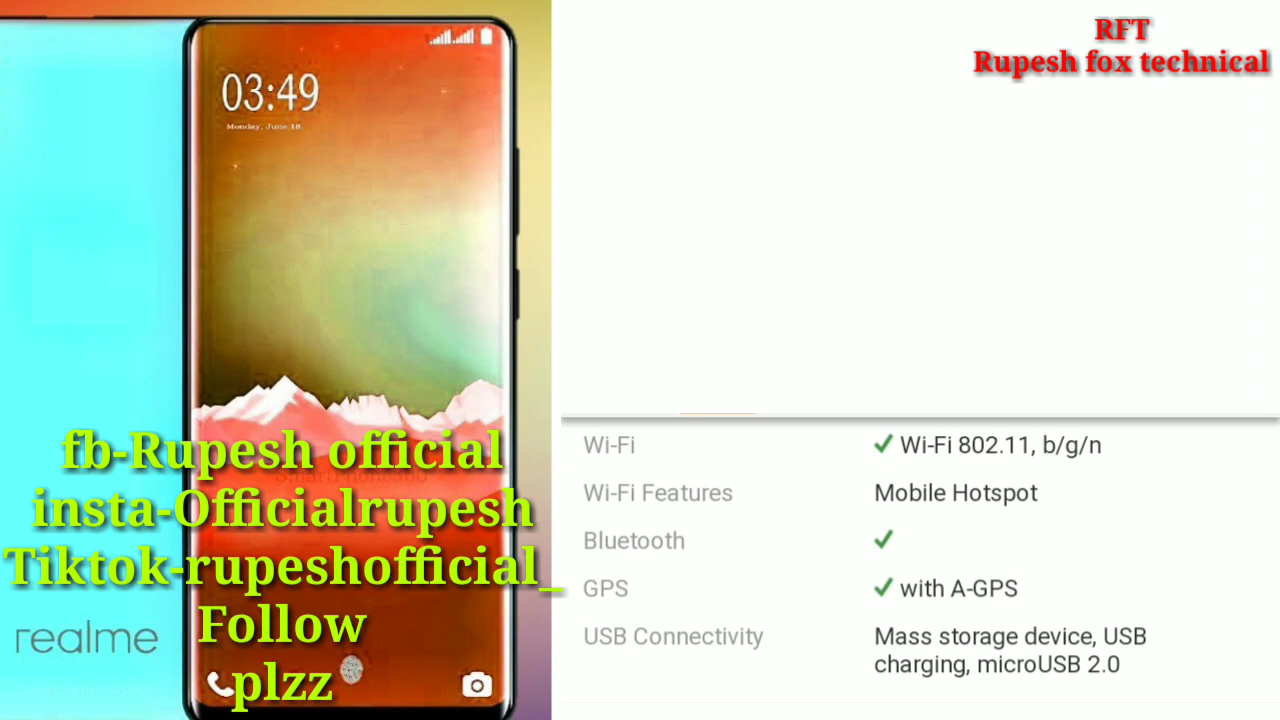 RFT
Rupesh fox technical
03:49
Monday, June 18
fb-Rupesh official
insta-Officialrupesh
Tiktok-rupeshofficial_
Follow
plzz
realme
Wi-Fi ✓ Wi-Fi 802.11, b/g/n
Wi-Fi Features Mobile Hotspot
Bluetooth ✓
GPS ✓ with A-GPS
USB Connectivity Mass storage device, USB
charging, microUSB 2.0